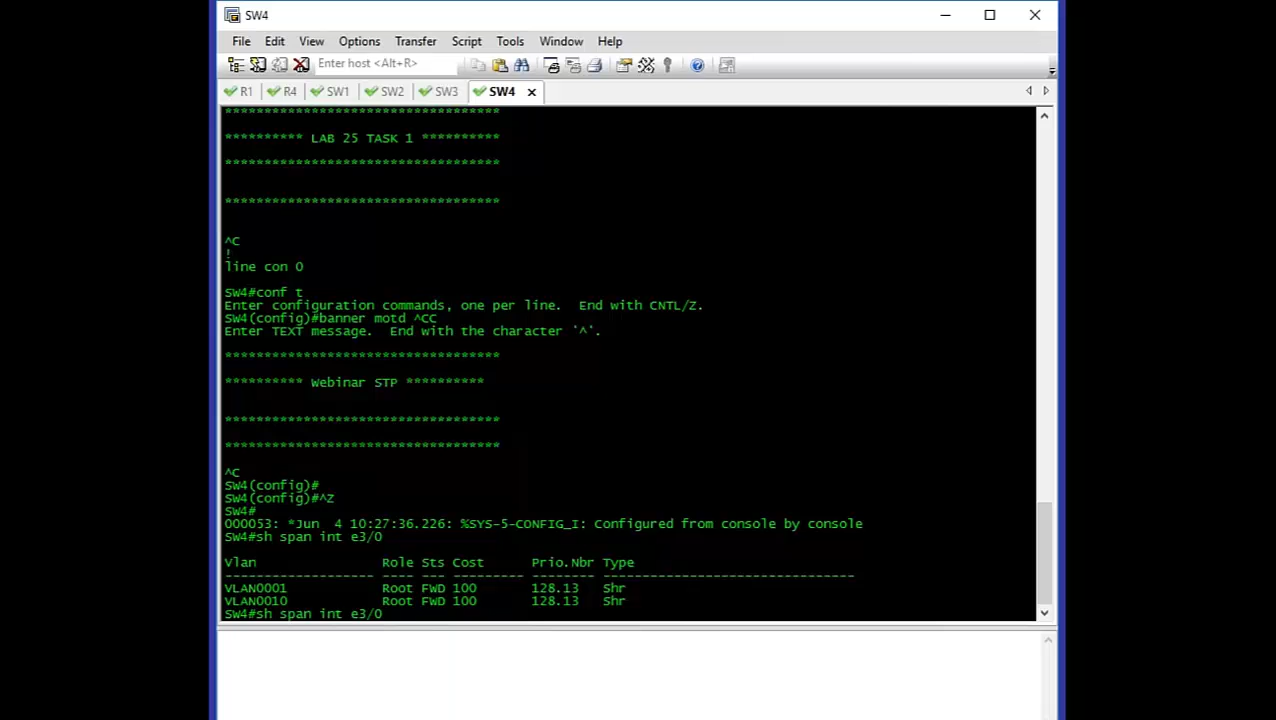 SW4
File Edit View Options Transfer Script Tools Window Help
Enter host <Alt+R>
R1 R4 SW1 SW2 SW3 SW4
***********************************
********** LAB 25 TASK 1 **********
***********************************
***********************************
^C
!
line con 0
SW4#conf t
Enter configuration commands, one per line.  End with CNTL/Z.
SW4(config)#banner motd ^CC
Enter TEXT message.  End with the character '^'.
***********************************
********** Webinar STP **********
***********************************
***********************************
^C
SW4(config)#
SW4(config)#^Z
SW4#
000053: *Jun  4 10:27:36.226: %SYS-5-CONFIG_I: Configured from console by console
SW4#sh span int e3/0
Vlan                Role Sts Cost      Prio.Nbr Type
------------------- ---- --- --------- -------- --------------------------------
VLAN0001            Root FWD 100       128.13   Shr
VLAN0010            Root FWD 100       128.13   Shr
SW4#sh span int e3/0